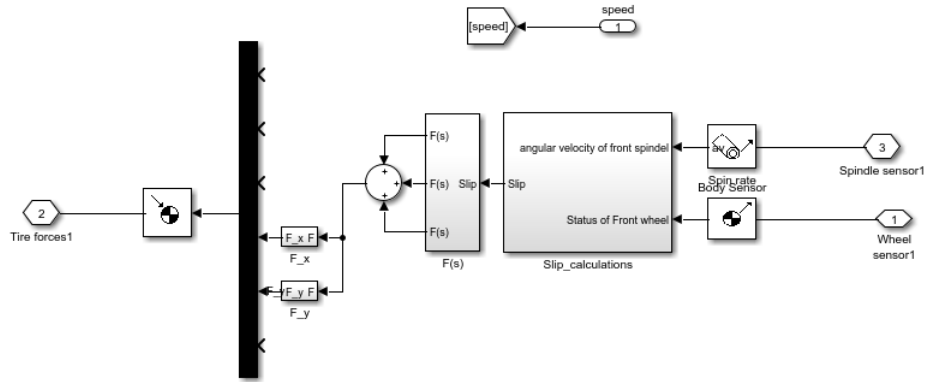 speed
[speed]
1
F(s)
angular velocity of front spindel
av
3
Spindle sensor1
Spin rate
Body Sensor
F(s)
Slip
Slip
2
Tire forces1
Status of Front wheel
1
Wheel
sensor1
F(s)
F_x F
F_x
F(s)
Slip_calculations
F_y F
F_y